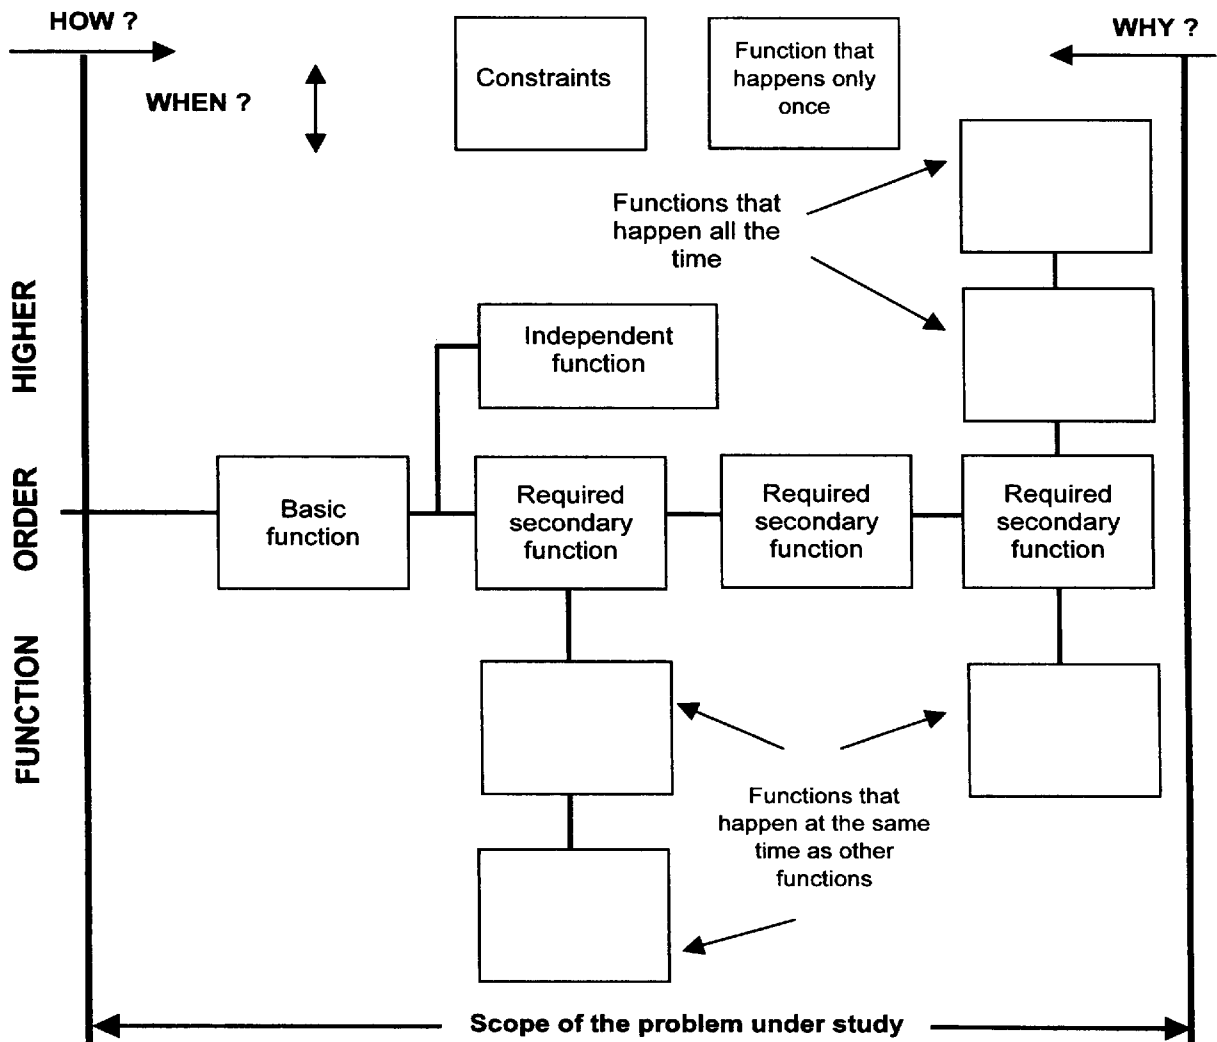 HOW ?
WHY ?
WHEN ?
Constraints
Function that
happens only
once
Functions that
happen all the
time
HIGHER
ORDER
FUNCTION
Independent
function
Basic
function
Required
secondary
function
Required
secondary
function
Required
secondary
function
Functions that
happen at the same
time as other
functions
Scope of the problem under study